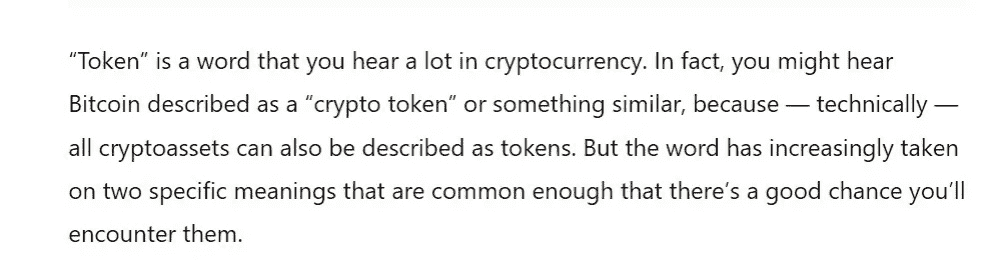 “Token” is a word that you hear a lot in cryptocurrency. In fact, you might hear
Bitcoin described as a “crypto token” or something similar, because — technically —
all cryptoassets can also be described as tokens. But the word has increasingly taken
on two specific meanings that are common enough that there’s a good chance you’ll
encounter them.